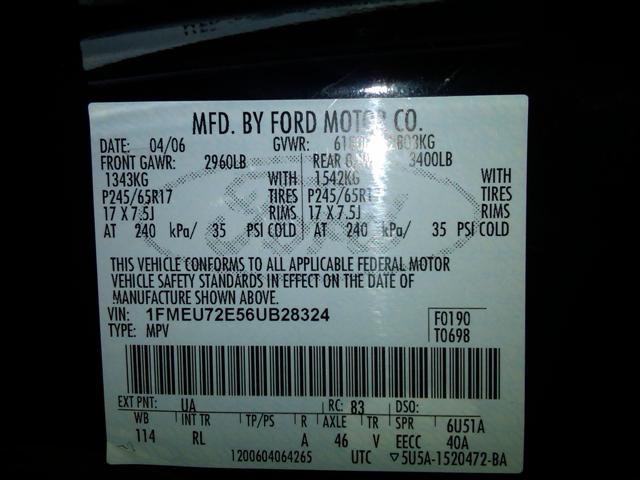 MFD. BY FORD MOTOR CO.
DATE: 04/06 GVWR:
FRONT GAWR: 2960LB REAR 3400LB
1343KG WITH 1542KG WITH
P245/65R17 TIRES P245/65R17 TIRES
17 X 7.5J RIMS 17 X 7.5J RIMS
AT 240 kPa/ 35 PSI COLD AT 240 kPa/ 35 PSI COLD
THIS VEHICLE CONFORMS TO ALL APPLICABLE FEDERAL MOTOR
VEHICLE SAFETY STANDARDS IN EFFECT ON THE DATE OF
MANUFACTURE SHOWN ABOVE.
VIN: 1FMEU72E56UB28324 F0190
TYPE: MPV T0698
EXT PNT: UA RC: 83 DSO:
WB INT TR TP/PS R AXLE TR SPR 6U51A
114 RL A 46 V EECC 40A
1200604064265 UTC ▽5U5A-1520472-BA